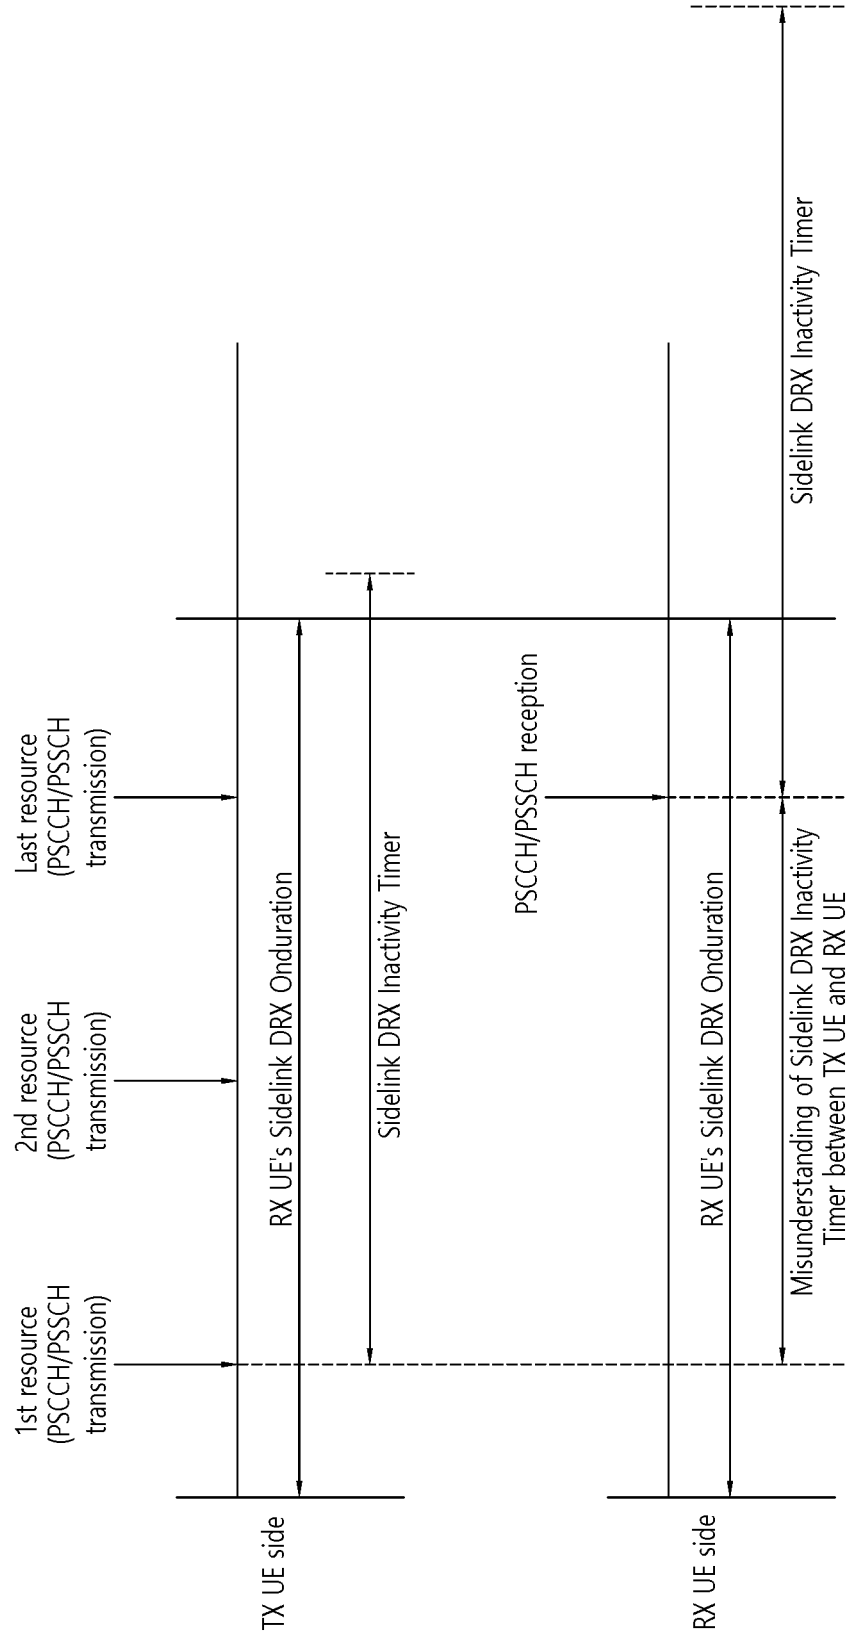 1st resource
(PSCCH/PSSCH
transmission)
2nd resource
(PSCCH/PSSCH
transmission)
Last resource
(PSCCH/PSSCH
transmission)
TX UE side
RX UE's Sidelink DRX Onduration
Sidelink DRX Inactivity Timer
PSCCH/PSSCH reception
RX UE side
RX UE's Sidelink DRX Onduration
Misunderstanding of Sidelink DRX Inactivity
Timer between TX UE and RX UE
Sidelink DRX Inactivity Timer